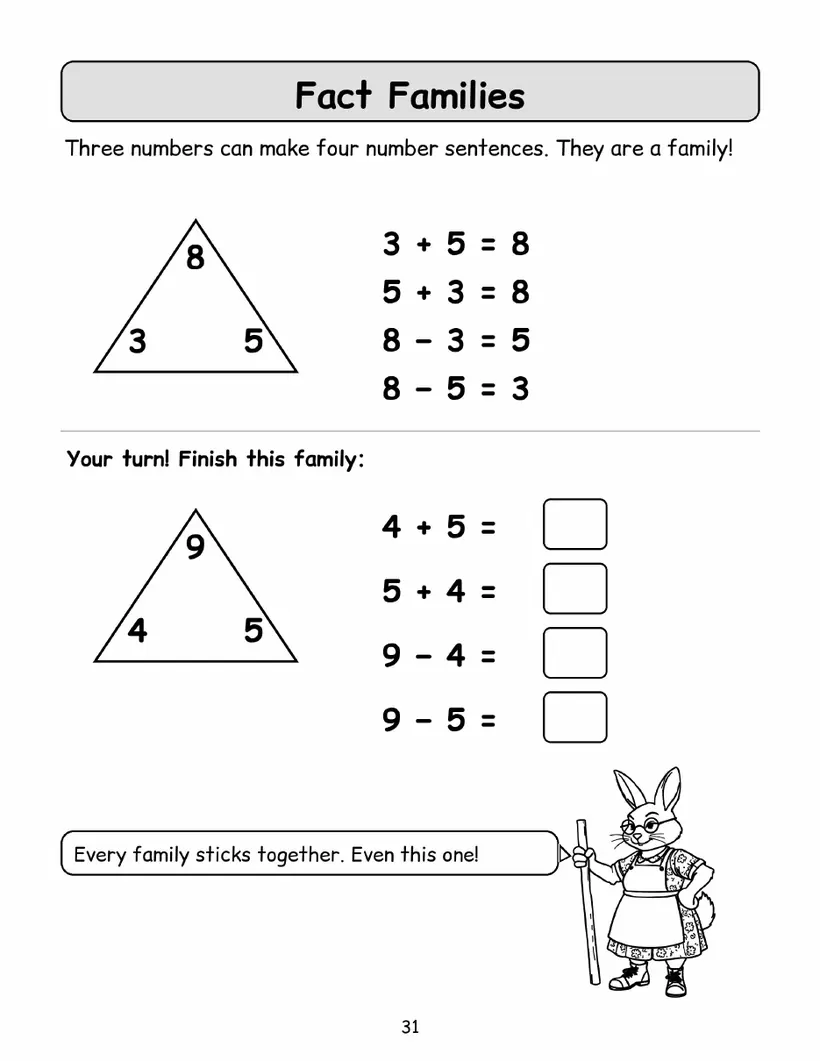 Fact Families
Three numbers can make four number sentences. They are a family!
8
3 5
3 + 5 = 8
5 + 3 = 8
8 – 3 = 5
8 – 5 = 3
Your turn! Finish this family:
9
4 5
4 + 5 =
5 + 4 =
9 – 4 =
9 – 5 =
Every family sticks together. Even this one!
31